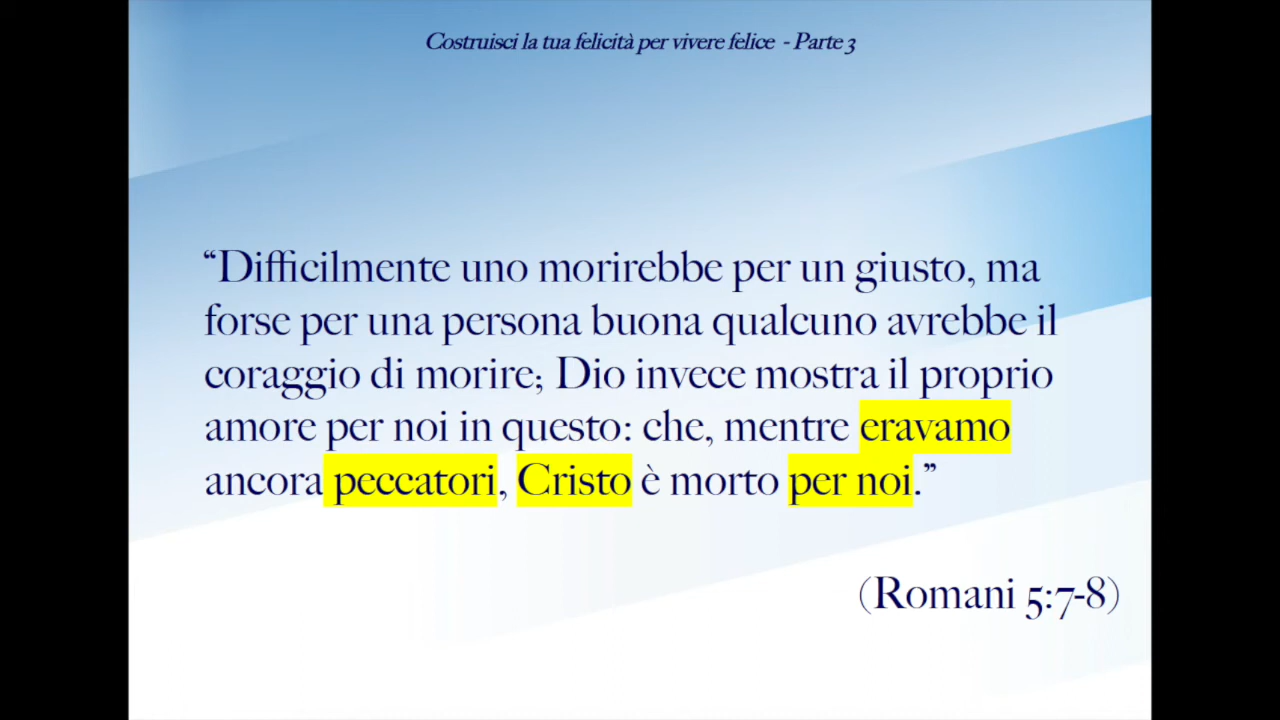 Costruisci la tua felicità per vivere felice - Parte 3
“Difficilmente uno morirebbe per un giusto, ma
forse per una persona buona qualcuno avrebbe il
coraggio di morire; Dio invece mostra il proprio
amore per noi in questo: che, mentre eravamo
ancora peccatori, Cristo è morto per noi.”
(Romani 5:7-8)